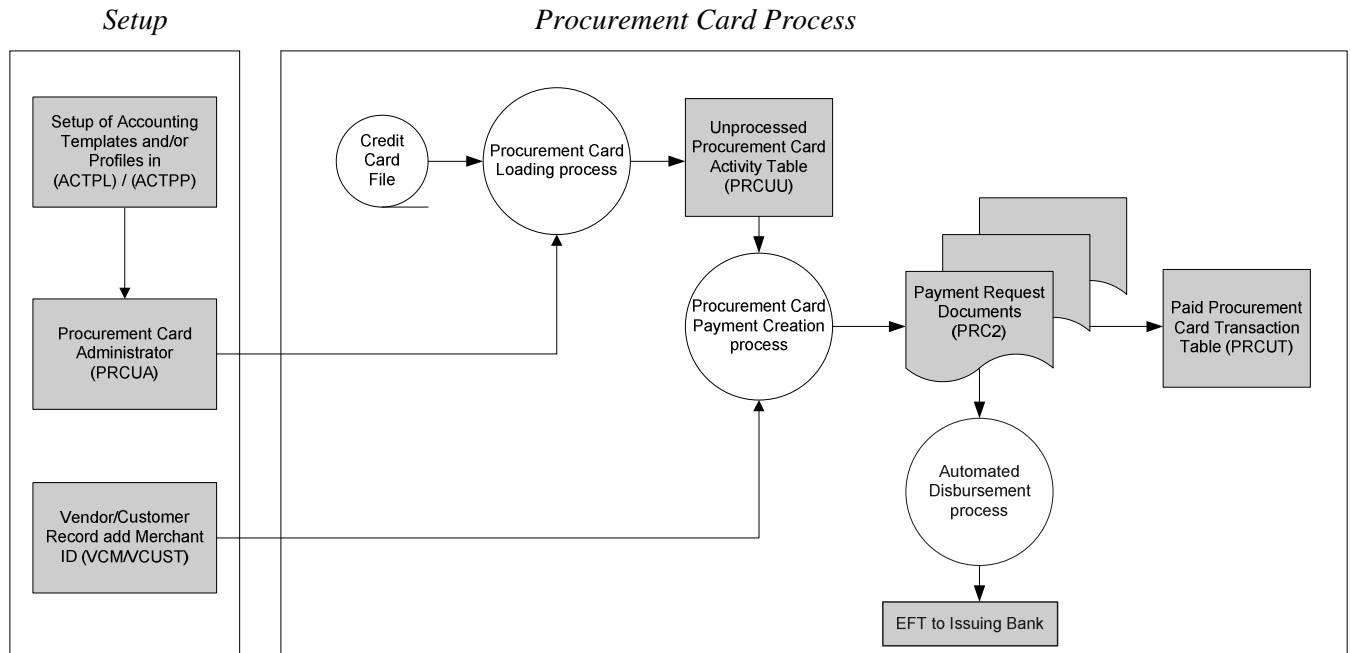 Setup
Procurement Card Process
Setup of Accounting
Templates and/or
Profiles in
(ACTPL) / (ACTPP)
Procurement Card
Administrator
(PRCUA)
Vendor/Customer
Record add Merchant
ID (VCM/VCUST)
Credit
Card
File
Procurement Card
Loading process
Unprocessed
Procurement Card
Activity Table
(PRCUU)
Procurement Card
Payment Creation
process
Payment Request
Documents
(PRC2)
Paid Procurement
Card Transaction
Table (PRCUT)
Automated
Disbursement
process
EFT to Issuing Bank